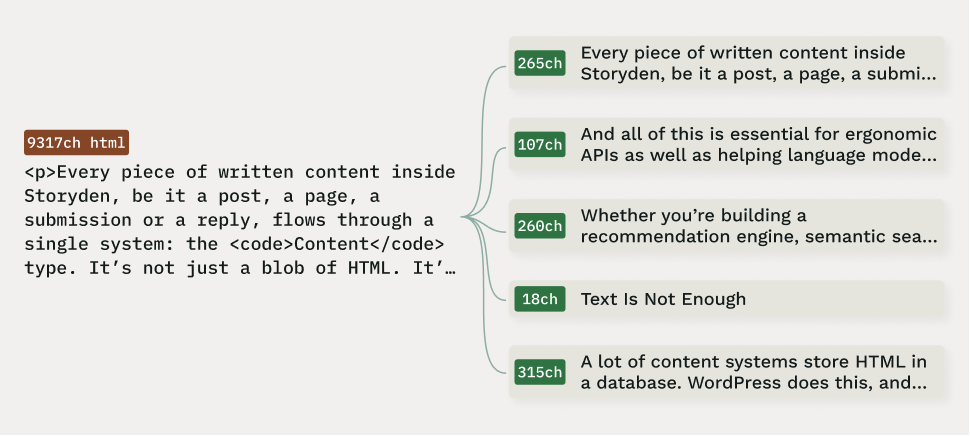 9317ch html
<p>Every piece of written content inside
Storyden, be it a post, a page, a
submission or a reply, flows through a
single system: the <code>Content</code>
type. It’s not just a blob of HTML. It’…
265ch
Every piece of written content inside
Storyden, be it a post, a page, a submi...
107ch
And all of this is essential for ergonomic
APIs as well as helping language mode...
260ch
Whether you’re building a
recommendation engine, semantic sea...
18ch
Text Is Not Enough
315ch
A lot of content systems store HTML in
a database. WordPress does this, and...